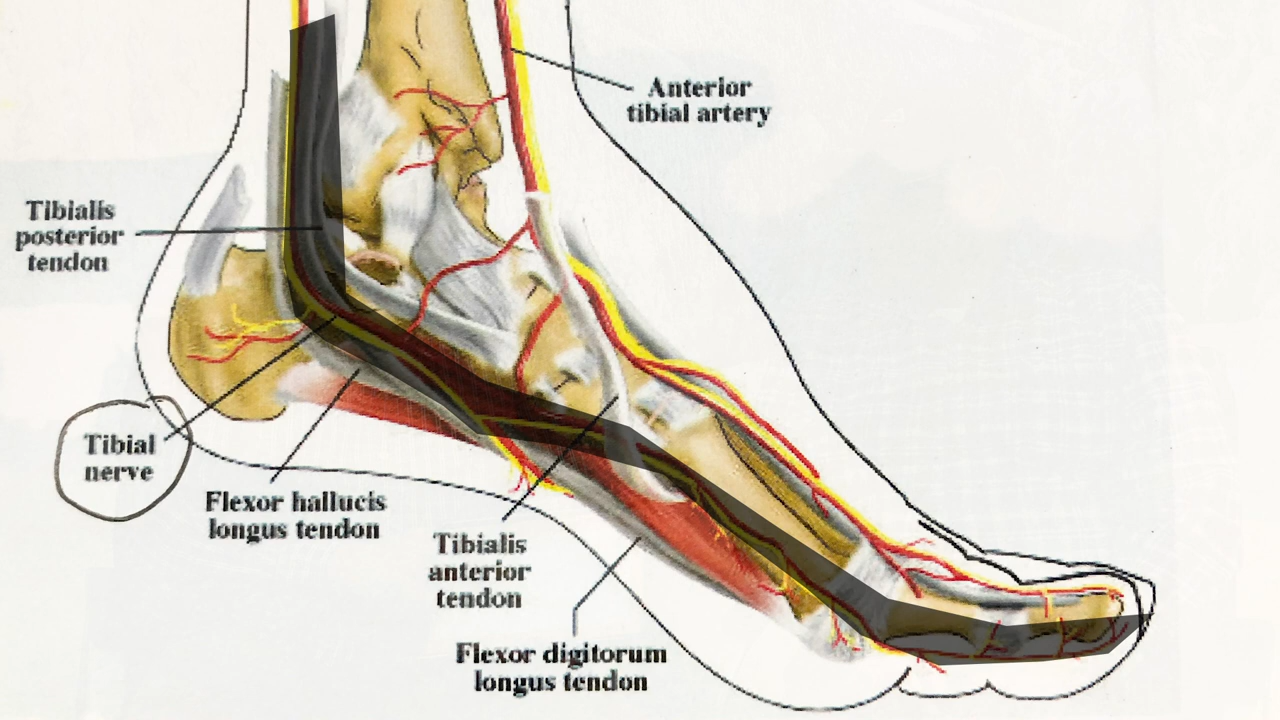 Anterior
tibial artery
Tibialis
posterior
tendon
Tibial
nerve
Flexor hallucis
longus tendon
Tibialis
anterior
tendon
Flexor digitorum
longus tendon